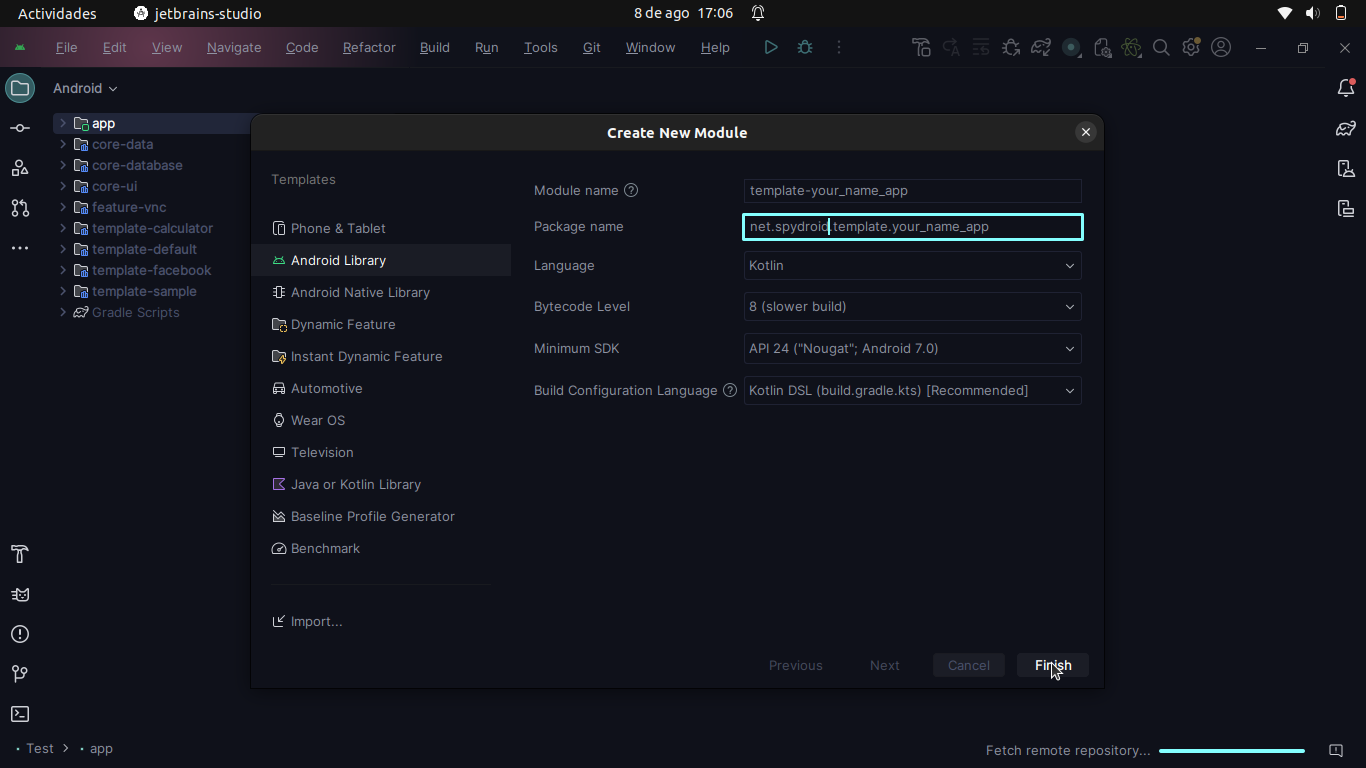 Actividades jetbrains-studio 8 de ago 17:06
File Edit View Navigate Code Refactor Build Run Tools Git Window Help
Android
app
core-data
core-database
core-ui
feature-vnc
template-calculator
template-default
template-facebook
template-sample
Gradle Scripts
Create New Module
Templates
Phone & Tablet
Android Library
Android Native Library
Dynamic Feature
Instant Dynamic Feature
Automotive
Wear OS
Television
Java or Kotlin Library
Baseline Profile Generator
Benchmark
Import...
Module name ? template-your_name_app
Package name net.spydroid.template.your_name_app
Language Kotlin
Bytecode Level 8 (slower build)
Minimum SDK API 24 ("Nougat"; Android 7.0)
Build Configuration Language ? Kotlin DSL (build.gradle.kts) [Recommended]
Previous Next Cancel Finish
Test > app Fetch remote repository...